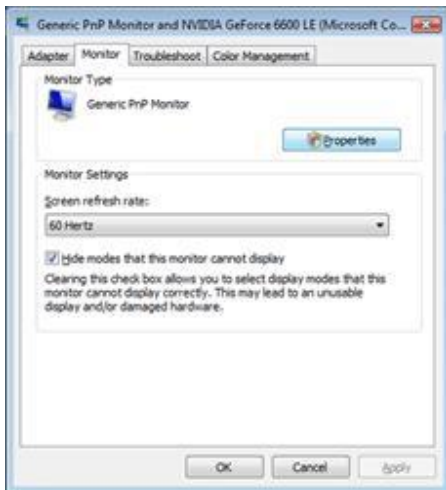 Generic PnP Monitor and NVIDIA GeForce 6600 LE (Microsoft Co...
Adapter Monitor Troubleshoot Color Management
Monitor Type
Generic PnP Monitor
Properties
Monitor Settings
Screen refresh rate:
60 Hertz
Hide modes that this monitor cannot display
Clearing this check box allows you to select display modes that this
monitor cannot display correctly. This may lead to an unusable
display and/or damaged hardware.
OK Cancel Apply